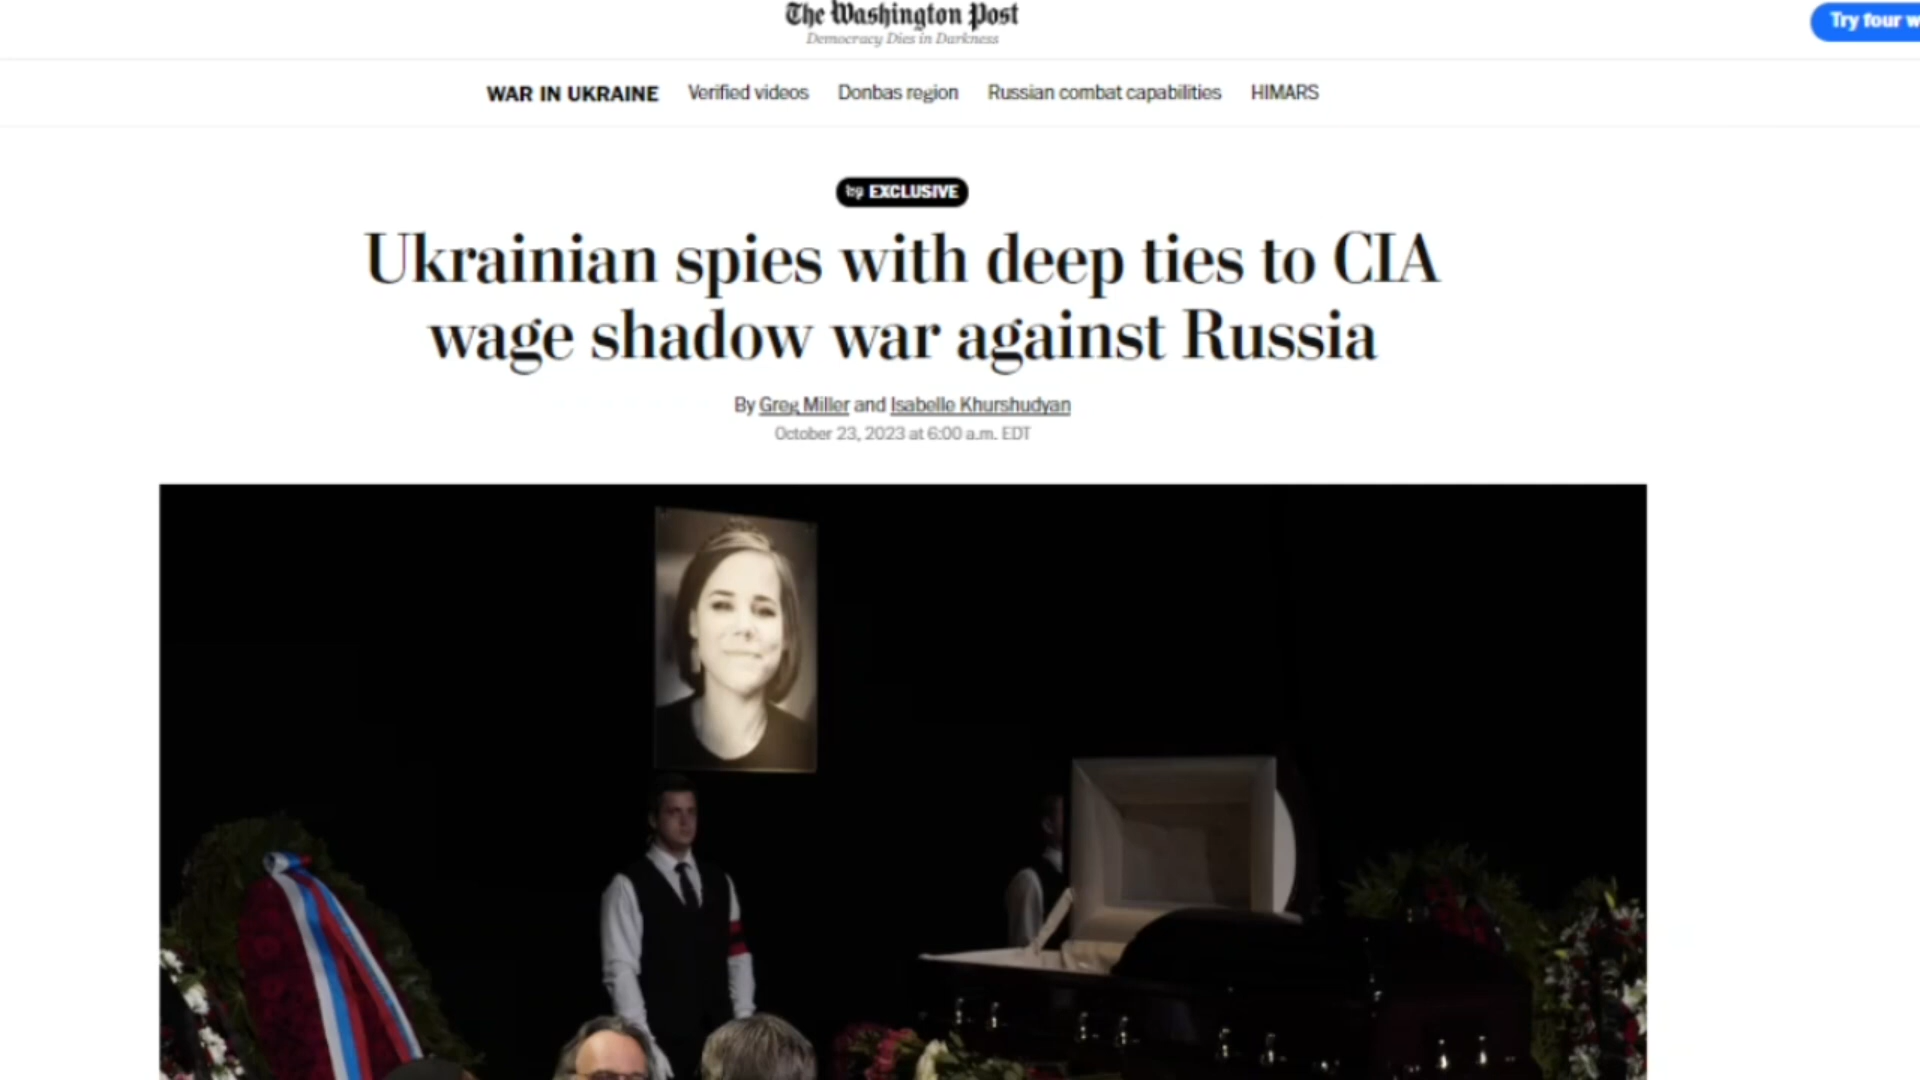 The Washington Post
Democracy Dies in Darkness
Try four w
WAR IN UKRAINE Verified videos Donbas region Russian combat capabilities HIMARS
wp EXCLUSIVE
Ukrainian spies with deep ties to CIA
wage shadow war against Russia
By Greg Miller and Isabelle Khurshudyan
October 23, 2023 at 6:00 a.m. EDT